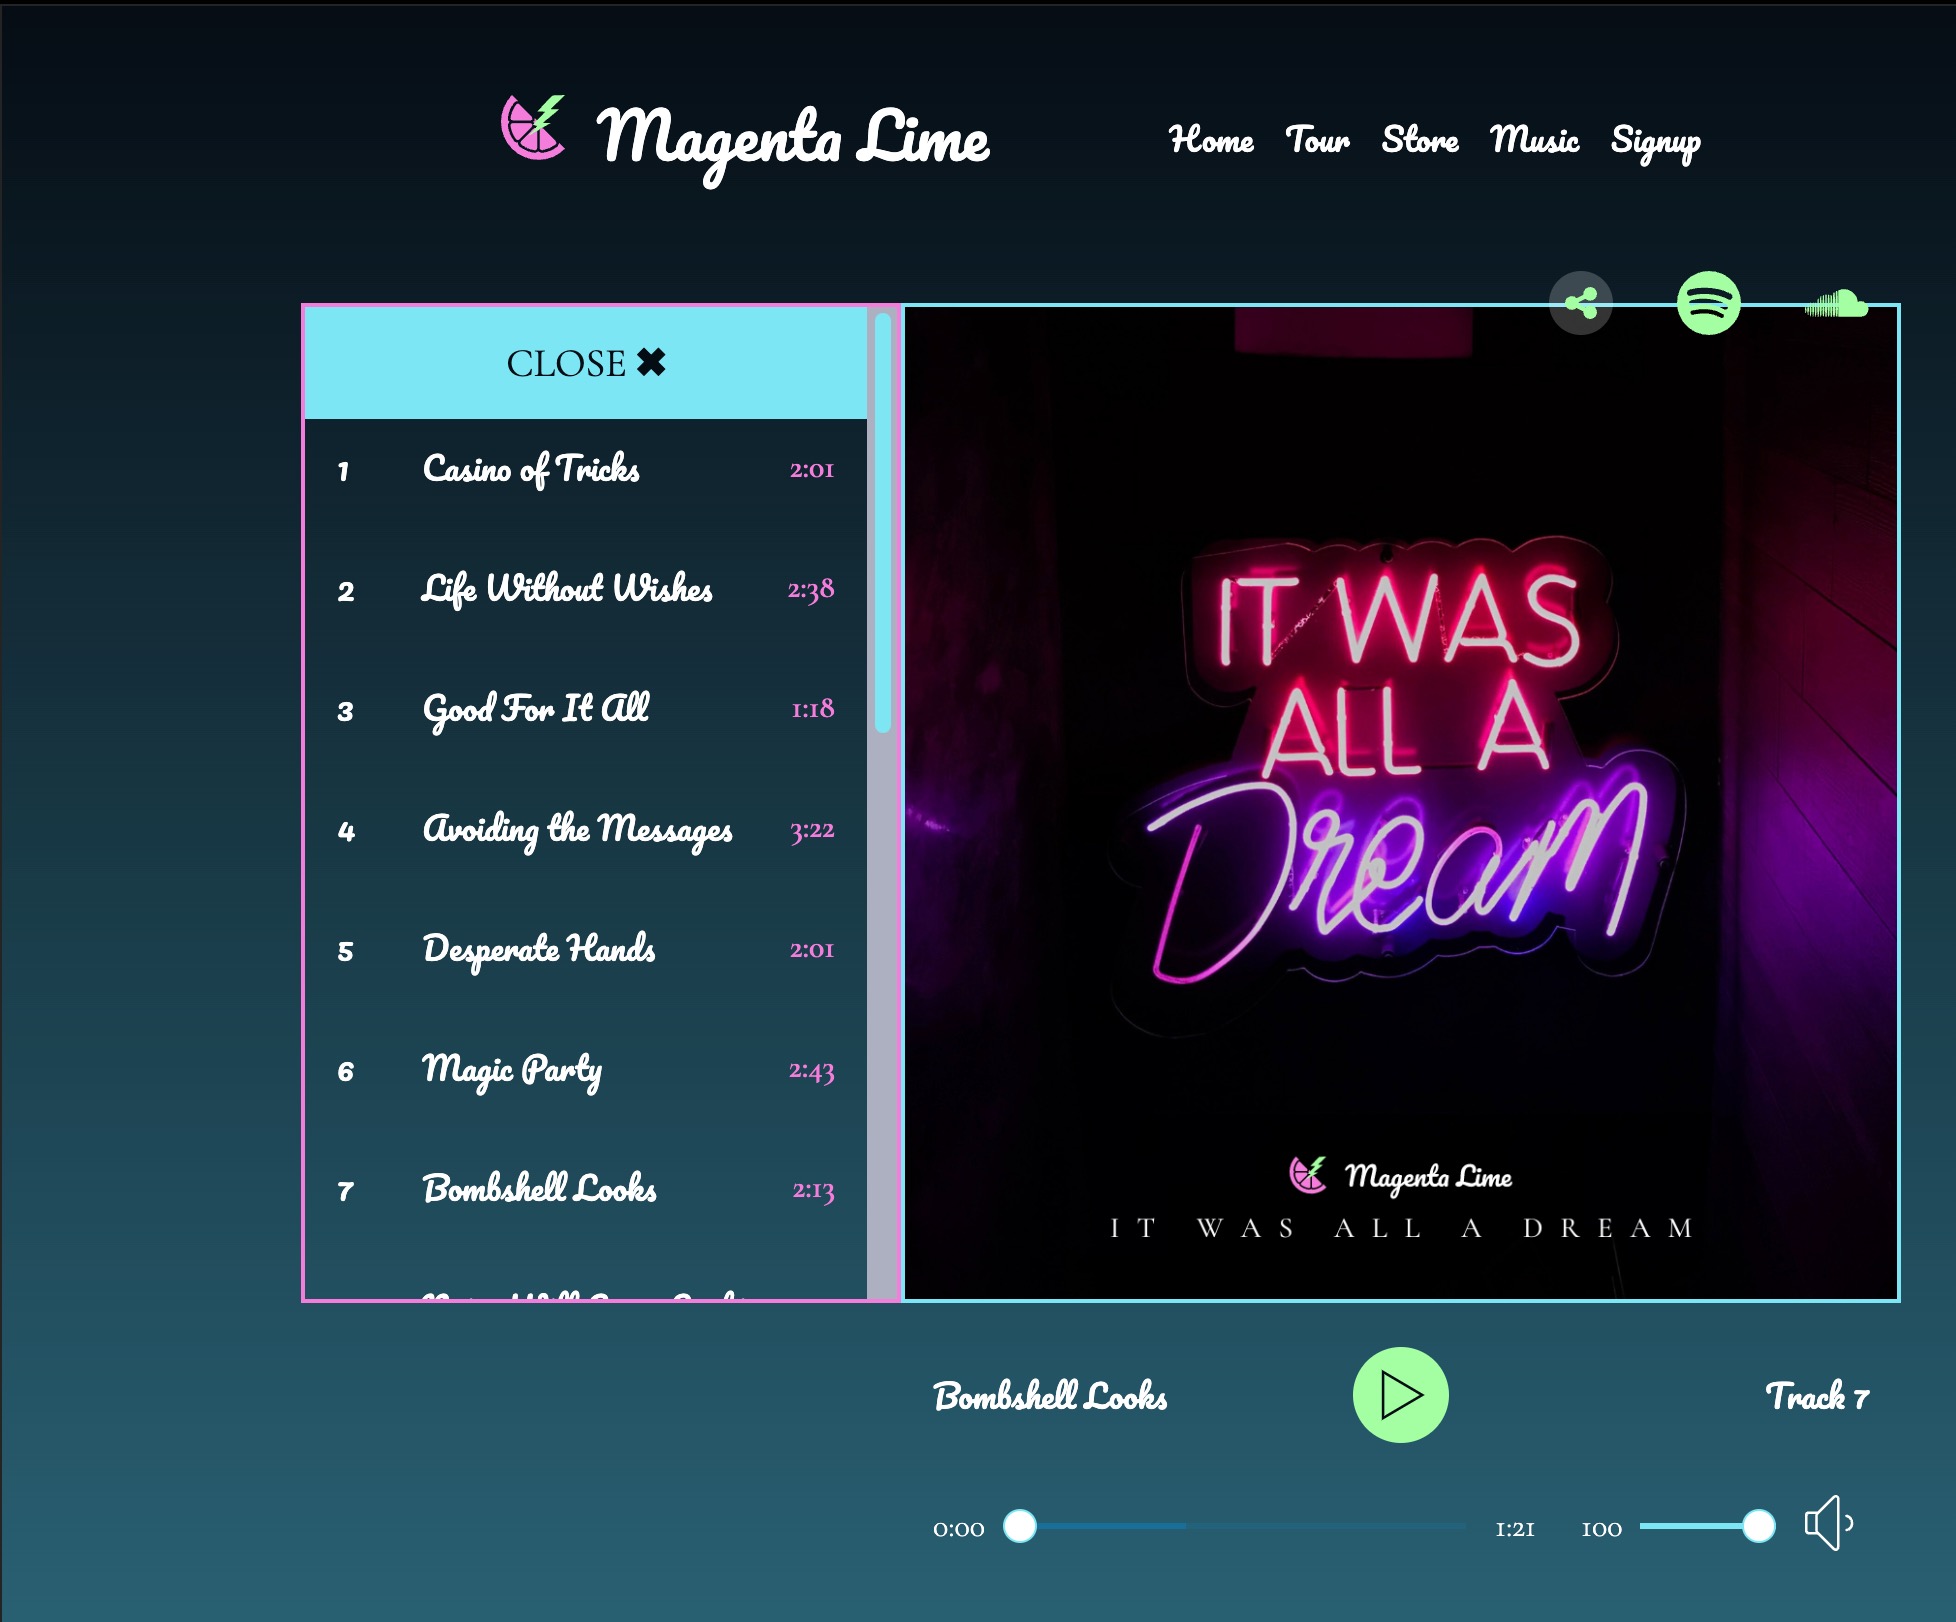 Magenta Lime
Home Tour Store Music Signup
CLOSE ✖
1 Casino of Tricks 2:01
2 Life Without Wishes 2:38
3 Good For It All 1:18
4 Avoiding the Messages 3:22
5 Desperate Hands 2:01
6 Magic Party 2:43
7 Bombshell Looks 2:13
IT WAS
ALL A
Dream
Magenta Lime
IT WAS ALL A DREAM
Bombshell Looks
Track 7
0:00 1:21 100